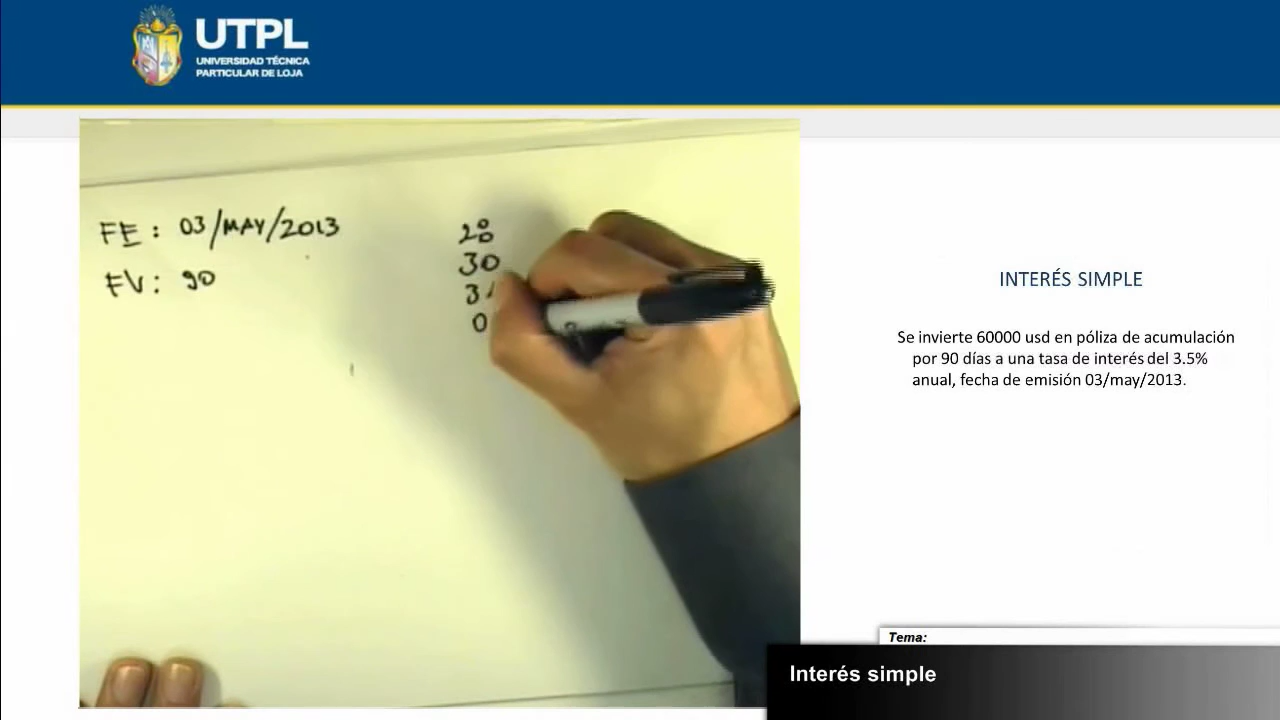 UTPL
UNIVERSIDAD TÉCNICA
PARTICULAR DE LOJA
FE: 03/MAY/2013
FV: 90
28
30
3
0
INTERÉS SIMPLE
Se invierte 60000 usd en póliza de acumulación
por 90 días a una tasa de interés del 3.5%
anual, fecha de emisión 03/may/2013.
Tema:
Interés simple